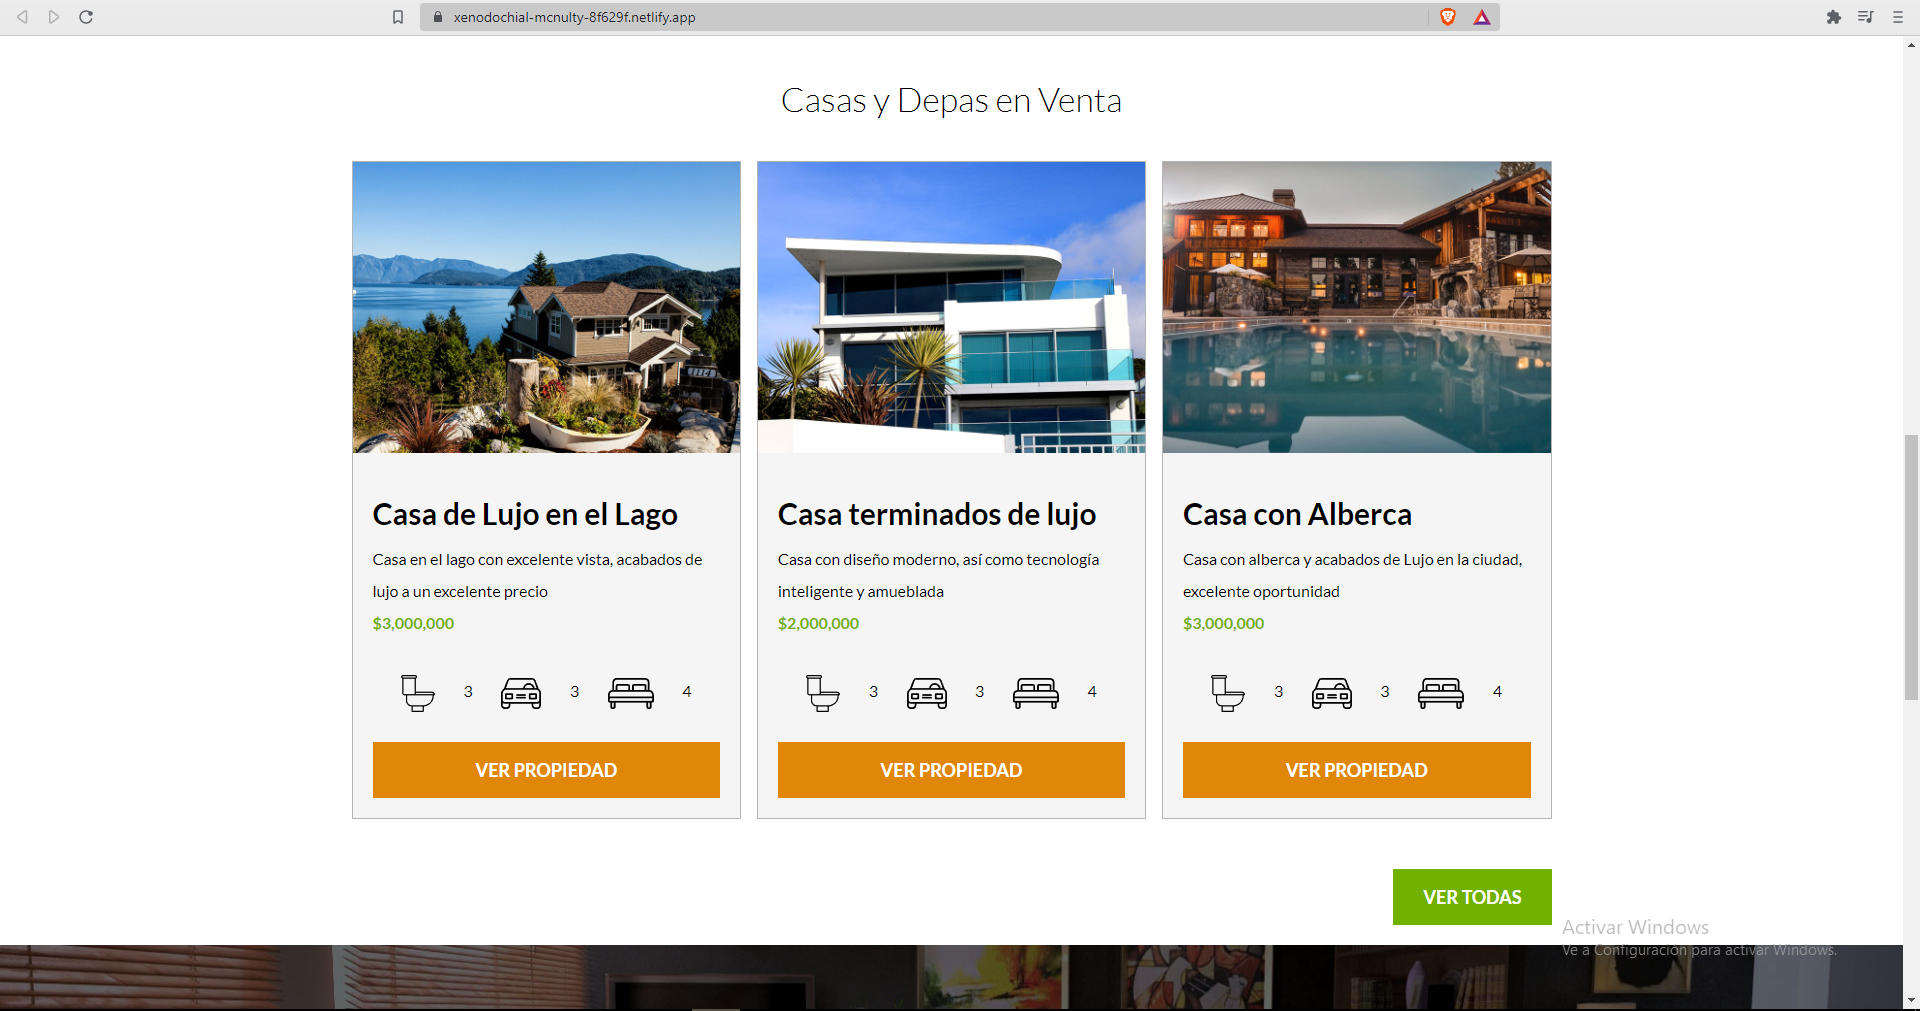 xenodochial-mcnulty-8f629f.netlify.app
Casas y Depas en Venta
1114
Casa de Lujo en el Lago
Casa en el lago con excelente vista, acabados de
lujo a un excelente precio
$3,000,000
3 3 4
VER PROPIEDAD
Casa terminados de lujo
Casa con diseño moderno, así como tecnología
inteligente y amueblada
$2,000,000
3 3 4
VER PROPIEDAD
Casa con Alberca
Casa con alberca y acabados de Lujo en la ciudad,
excelente oportunidad
$3,000,000
3 3 4
VER PROPIEDAD
VER TODAS
Activar Windows
Ve a Configuración para activar Windows.